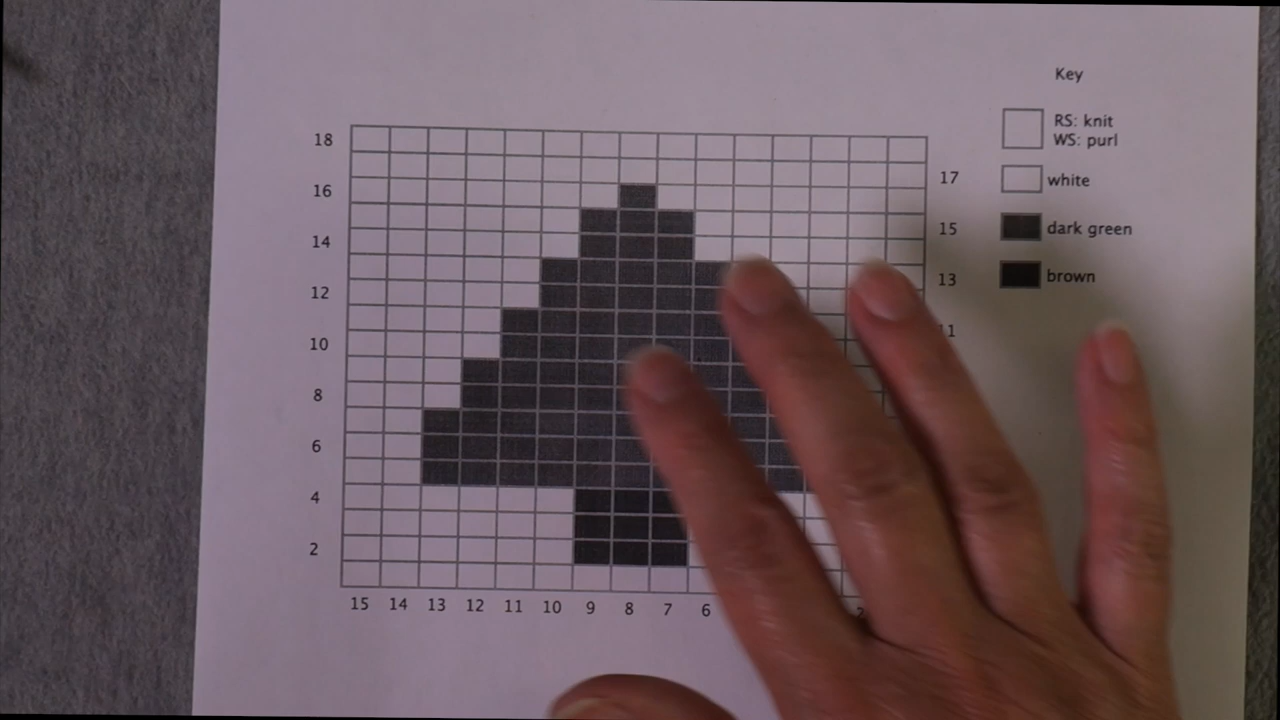 Key
RS: knit
WS: purl
white
dark green
brown
18
17
16
15
14
13
12
11
10
8
6
4
2
15 14 13 12 11 10 9 8 7 6 2